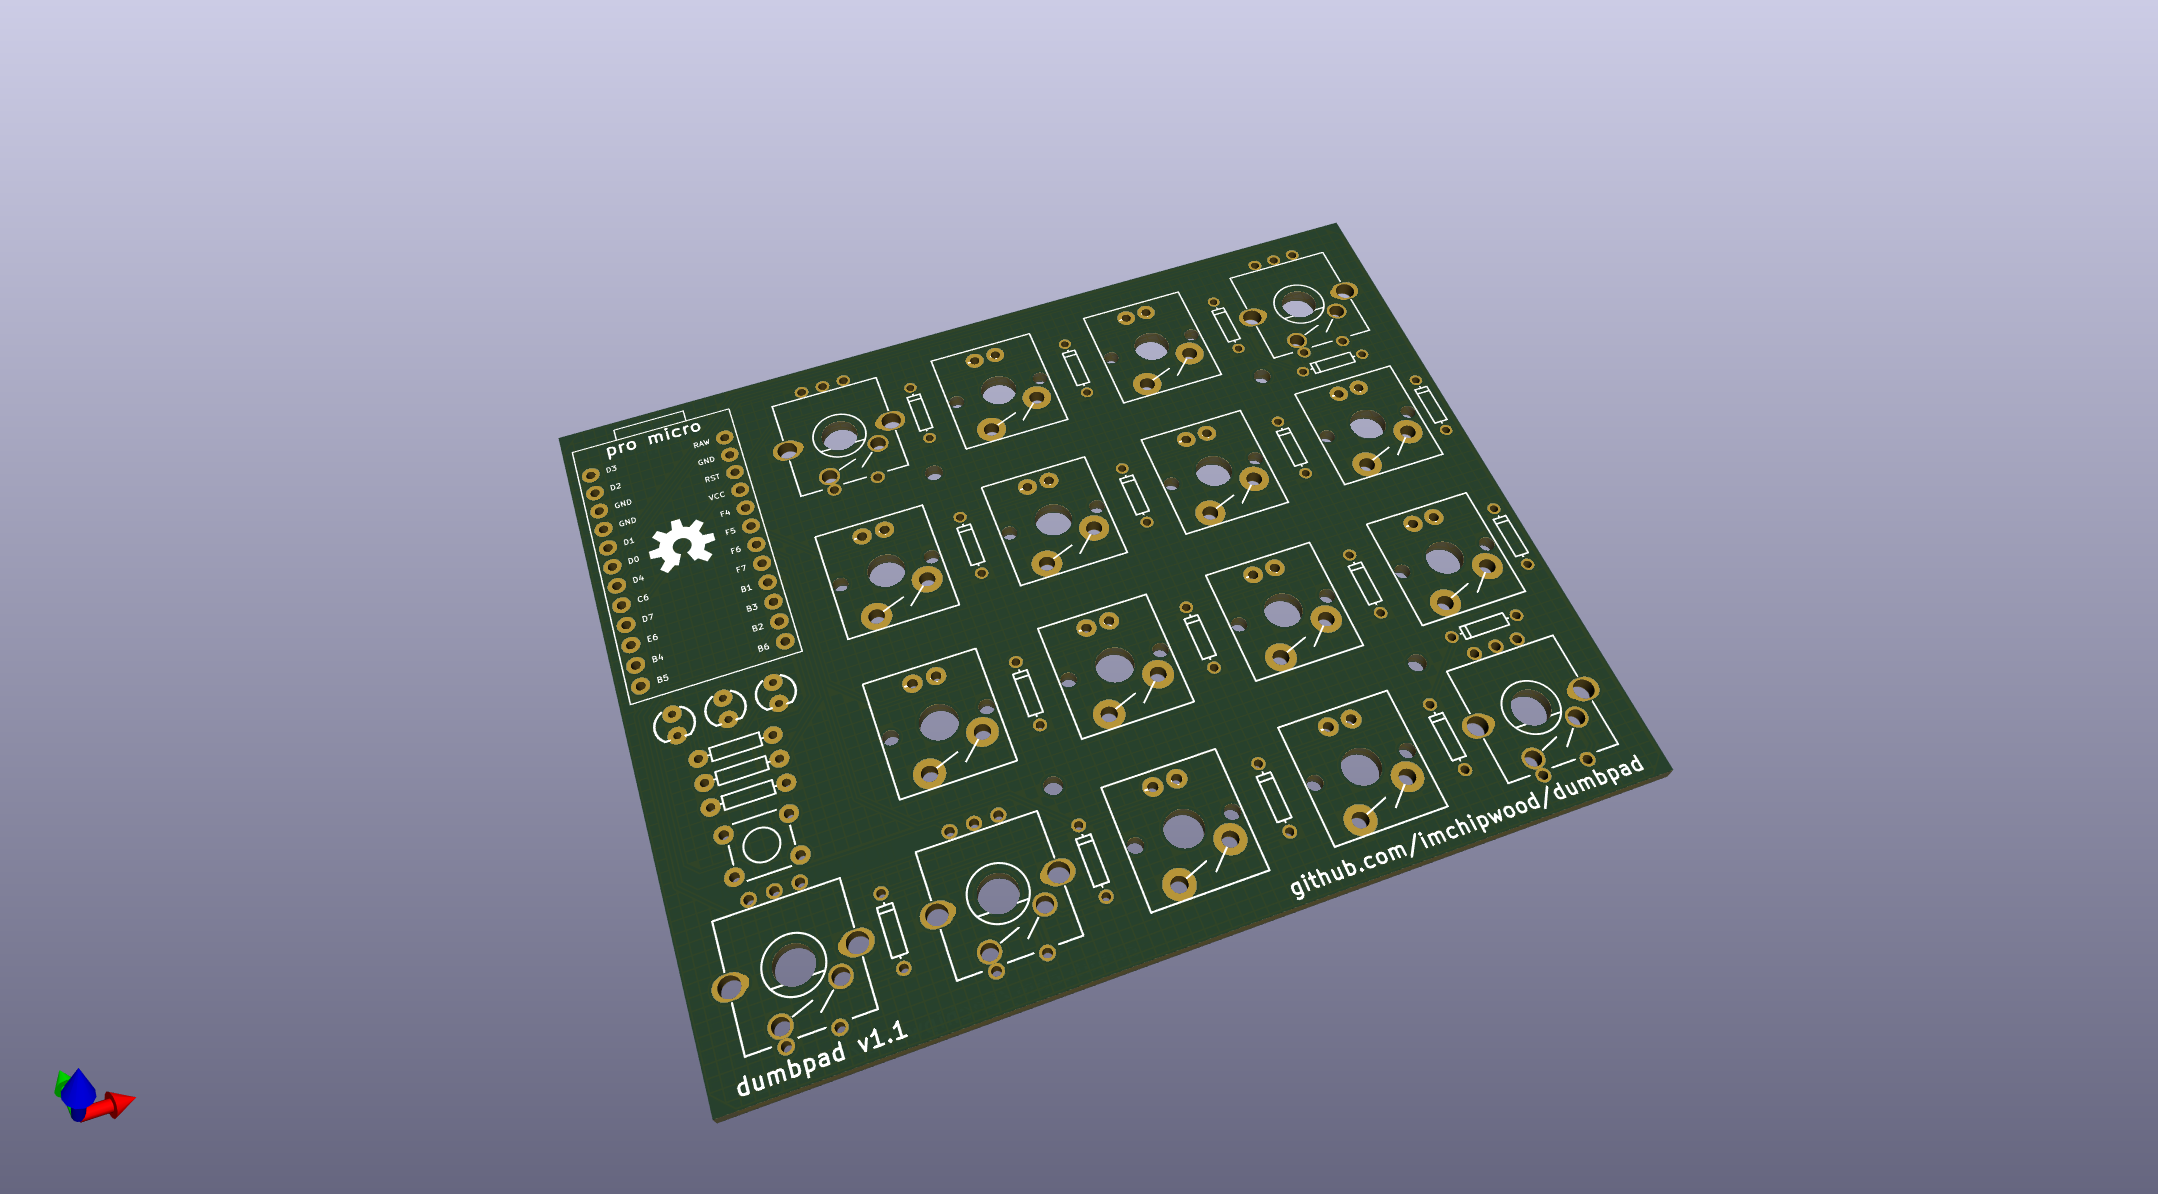 pro micro
D3
D2
GND
GND
D1
D0
D4
C6
D7
E6
B4
B5
RAW
GND
RST
VCC
F4
F5
F6
F7
B1
B3
B2
B6
github.com/imchipwood/dumbpad
dumbpad v1.1